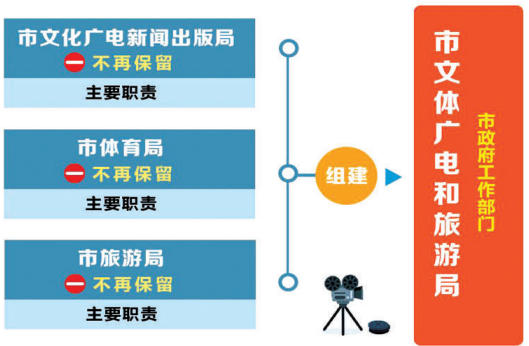 市文化广电新闻出版局
不再保留
主要职责
市体育局
不再保留
主要职责
市旅游局
不再保留
主要职责
组建
市文体广电和旅游局
市政府工作部门